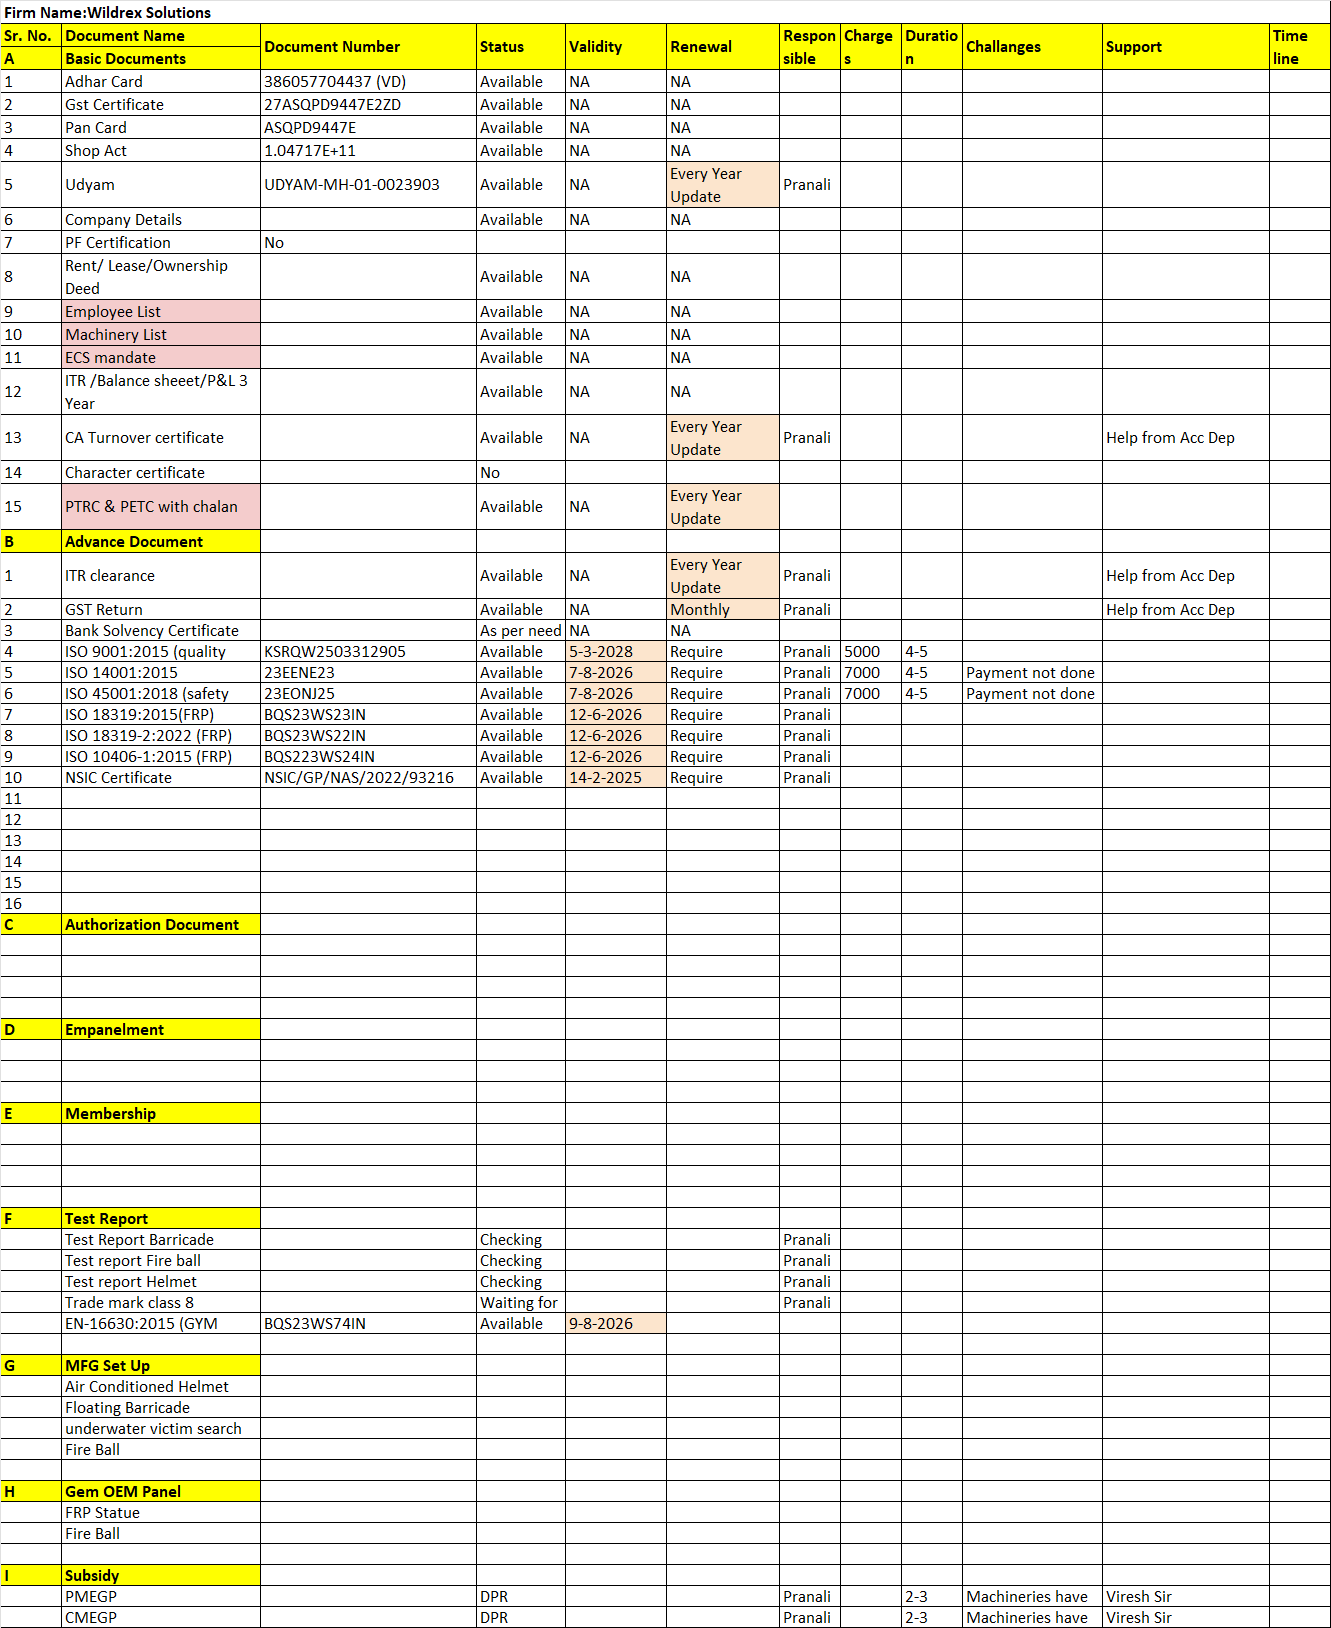 Firm Name:Wildrex Solutions
Sr. No. Document Name Document Number Status Validity Renewal Respon sible Charge s Duratio n Challanges Support Time line
A Basic Documents
1 Adhar Card 386057704437 (VD) Available NA NA
2 Gst Certificate 27ASQPD9447E2ZD Available NA NA
3 Pan Card ASQPD9447E Available NA NA
4 Shop Act 1.04717E+11 Available NA NA
5 Udyam UDYAM-MH-01-0023903 Available NA Every Year Update Pranali
6 Company Details Available NA NA
7 PF Certification No
8 Rent/ Lease/Ownership Deed Available NA NA
9 Employee List Available NA NA
10 Machinery List Available NA NA
11 ECS mandate Available NA NA
12 ITR /Balance sheeet/P&L 3 Year Available NA NA
13 CA Turnover certificate Available NA Every Year Update Pranali Help from Acc Dep
14 Character certificate No
15 PTRC & PETC with chalan Available NA Every Year Update
B Advance Document
1 ITR clearance Available NA Every Year Update Pranali Help from Acc Dep
2 GST Return Available NA Monthly Pranali Help from Acc Dep
3 Bank Solvency Certificate As per need NA NA
4 ISO 9001:2015 (quality KSRQW2503312905 Available 5-3-2028 Require Pranali 5000 4-5
5 ISO 14001:2015 23EENE23 Available 7-8-2026 Require Pranali 7000 4-5 Payment not done
6 ISO 45001:2018 (safety 23EONJ25 Available 7-8-2026 Require Pranali 7000 4-5 Payment not done
7 ISO 18319:2015(FRP) BQS23WS23IN Available 12-6-2026 Require Pranali
8 ISO 18319-2:2022 (FRP) BQS23WS22IN Available 12-6-2026 Require Pranali
9 ISO 10406-1:2015 (FRP) BQS223WS24IN Available 12-6-2026 Require Pranali
10 NSIC Certificate NSIC/GP/NAS/2022/93216 Available 14-2-2025 Require Pranali
11
12
13
14
15
16
C Authorization Document
D Empanelment
E Membership
F Test Report
Test Report Barricade Checking Pranali
Test report Fire ball Checking Pranali
Test report Helmet Checking Pranali
Trade mark class 8 Waiting for Pranali
EN-16630:2015 (GYM BQS23WS74IN Available 9-8-2026
G MFG Set Up
Air Conditioned Helmet
Floating Barricade
underwater victim search
Fire Ball
H Gem OEM Panel
FRP Statue
Fire Ball
I Subsidy
PMEGP DPR Pranali 2-3 Machineries have Viresh Sir
CMEGP DPR Pranali 2-3 Machineries have Viresh Sir